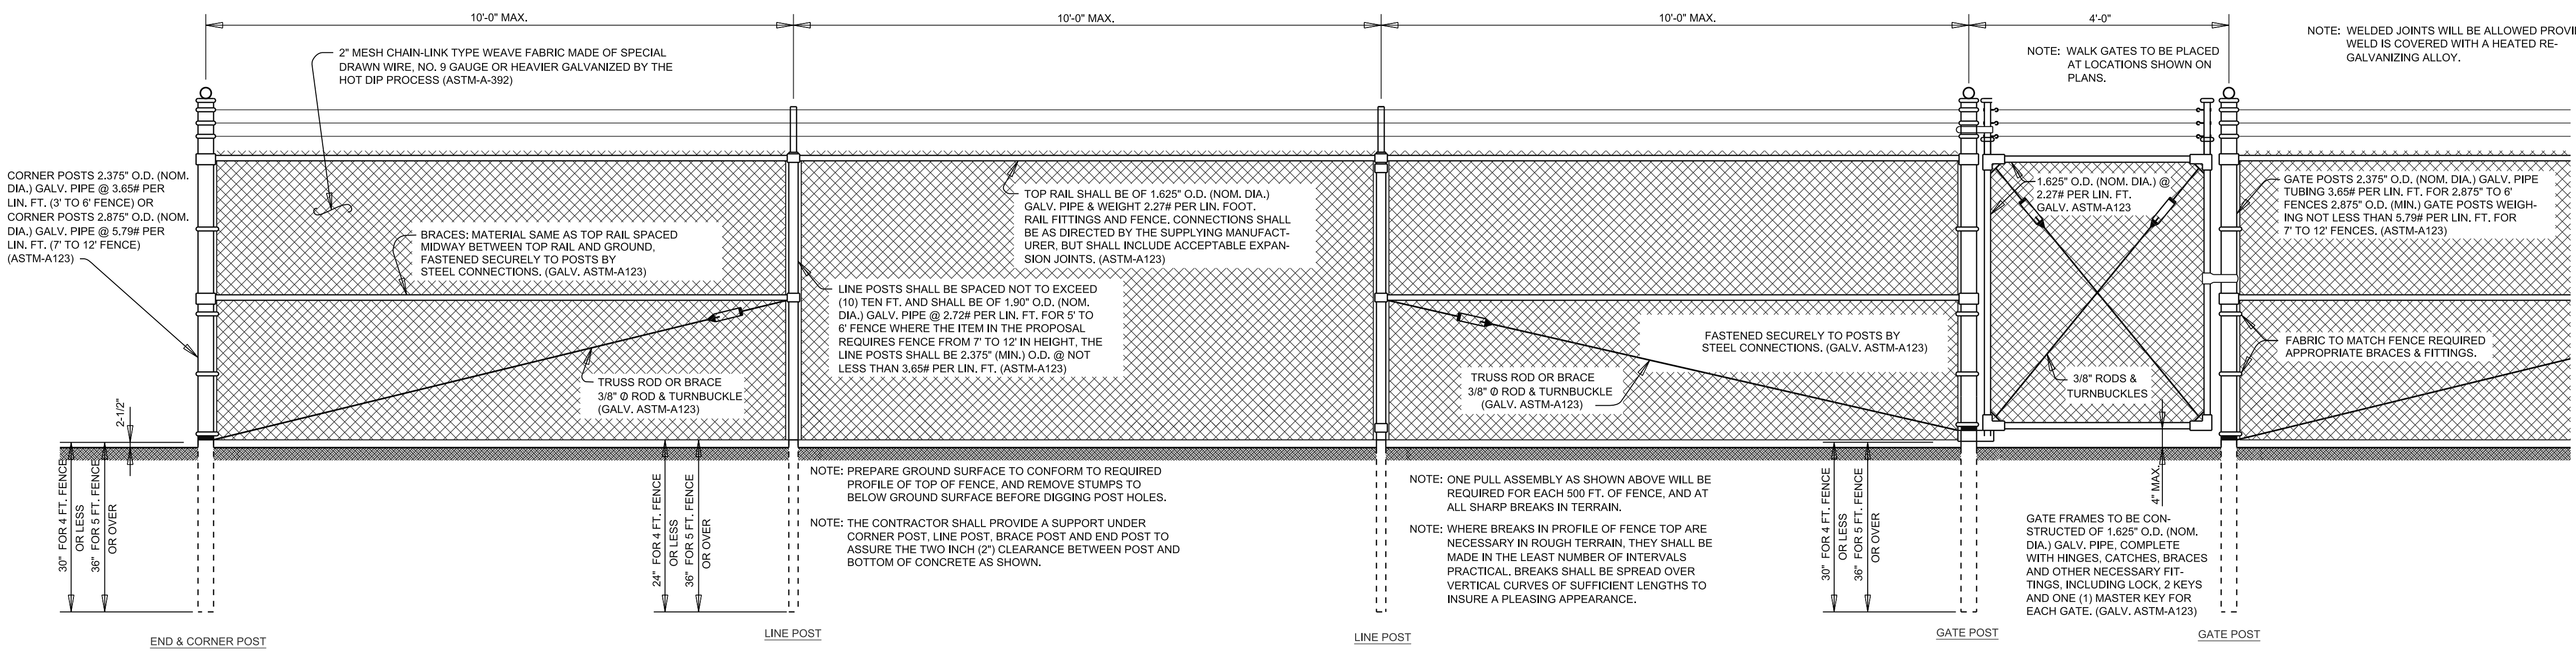 10'-0" MAX.
10'-0" MAX.
10'-0" MAX.
4'-0"
2" MESH CHAIN-LINK TYPE WEAVE FABRIC MADE OF SPECIAL
DRAWN WIRE, NO. 9 GAUGE OR HEAVIER GALVANIZED BY THE
HOT DIP PROCESS (ASTM-A-392)
NOTE: WALK GATES TO BE PLACED
AT LOCATIONS SHOWN ON
PLANS.
NOTE: WELDED JOINTS WILL BE ALLOWED
WELD IS COVERED WITH A HEATED RE-
GALVANIZING ALLOY.
CORNER POSTS 2.375" O.D. (NOM.
DIA.) GALV. PIPE @ 3.65# PER
LIN. FT. (3' TO 6' FENCE) OR
CORNER POSTS 2.875" O.D. (NOM.
DIA.) GALV. PIPE @ 5.79# PER
LIN. FT. (7' TO 12' FENCE)
(ASTM-A123)
BRACES: MATERIAL SAME AS TOP RAIL SPACED
MIDWAY BETWEEN TOP RAIL AND GROUND,
FASTENED SECURELY TO POSTS BY
STEEL CONNECTIONS. (GALV. ASTM-A123)
TOP RAIL SHALL BE OF 1.625" O.D. (NOM. DIA.)
GALV. PIPE & WEIGHT 2.27# PER LIN. FOOT.
RAIL FITTINGS AND FENCE. CONNECTIONS SHALL
BE AS DIRECTED BY THE SUPPLYING MANUFACT-
URER, BUT SHALL INCLUDE ACCEPTABLE EXPAN-
SION JOINTS. (ASTM-A123)
LINE POSTS SHALL BE SPACED NOT TO EXCEED
(10) TEN FT. AND SHALL BE OF 1.90" O.D. (NOM.
DIA.) GALV. PIPE @ 2.72# PER LIN. FT. FOR 5' TO
6' FENCE WHERE THE ITEM IN THE PROPOSAL
REQUIRES FENCE FROM 7' TO 12' IN HEIGHT, THE
LINE POSTS SHALL BE 2.375" (MIN.) O.D. @ NOT
LESS THAN 3.65# PER LIN. FT. (ASTM-A123)
1.625" O.D. (NOM. DIA.) @
2.27# PER LIN. FT.
GALV. ASTM-A123
GATE POSTS 2.375" O.D. (NOM. DIA.) GALV. PIPE
TUBING 3.65# PER LIN. FT. FOR 2.875" TO 6'
FENCES 2.875" O.D. (MIN.) GATE POSTS WEIGH-
ING NOT LESS THAN 5.79# PER LIN. FT. FOR
7' TO 12' FENCES. (ASTM-A123)
TRUSS ROD OR BRACE
3/8" Ø ROD & TURNBUCKLE
(GALV. ASTM-A123)
TRUSS ROD OR BRACE
3/8" Ø ROD & TURNBUCKLE
(GALV. ASTM-A123)
FASTENED SECURELY TO POSTS BY
STEEL CONNECTIONS. (GALV. ASTM-A123)
3/8" RODS &
TURNBUCKLES
FABRIC TO MATCH FENCE REQUIRED
APPROPRIATE BRACES & FITTINGS.
2-1/2"
30" FOR 4 FT. FENCE
OR LESS
36" FOR 5 FT. FENCE
OR OVER
24" FOR 4 FT. FENCE
OR LESS
36" FOR 5 FT. FENCE
OR OVER
NOTE: PREPARE GROUND SURFACE TO CONFORM TO REQUIRED
PROFILE OF TOP OF FENCE, AND REMOVE STUMPS TO
BELOW GROUND SURFACE BEFORE DIGGING POST HOLES.
NOTE: THE CONTRACTOR SHALL PROVIDE A SUPPORT UNDER
CORNER POST, LINE POST, BRACE POST AND END POST TO
ASSURE THE TWO INCH (2") CLEARANCE BETWEEN POST AND
BOTTOM OF CONCRETE AS SHOWN.
NOTE: ONE PULL ASSEMBLY AS SHOWN ABOVE WILL BE
REQUIRED FOR EACH 500 FT. OF FENCE, AND AT
ALL SHARP BREAKS IN TERRAIN.
NOTE: WHERE BREAKS IN PROFILE OF FENCE TOP ARE
NECESSARY IN ROUGH TERRAIN, THEY SHALL BE
MADE IN THE LEAST NUMBER OF INTERVALS
PRACTICAL. BREAKS SHALL BE SPREAD OVER
VERTICAL CURVES OF SUFFICIENT LENGTHS TO
INSURE A PLEASING APPEARANCE.
30" FOR 4 FT. FENCE
OR LESS
36" FOR 5 FT. FENCE
OR OVER
4" MAX.
GATE FRAMES TO BE CON-
STRUCTED OF 1.625" O.D. (NOM.
DIA.) GALV. PIPE, COMPLETE
WITH HINGES, CATCHES, BRACES
AND OTHER NECESSARY FIT-
TINGS, INCLUDING LOCK, 2 KEYS
AND ONE (1) MASTER KEY FOR
EACH GATE. (GALV. ASTM-A123)
END & CORNER POST
LINE POST
LINE POST
GATE POST
GATE POST